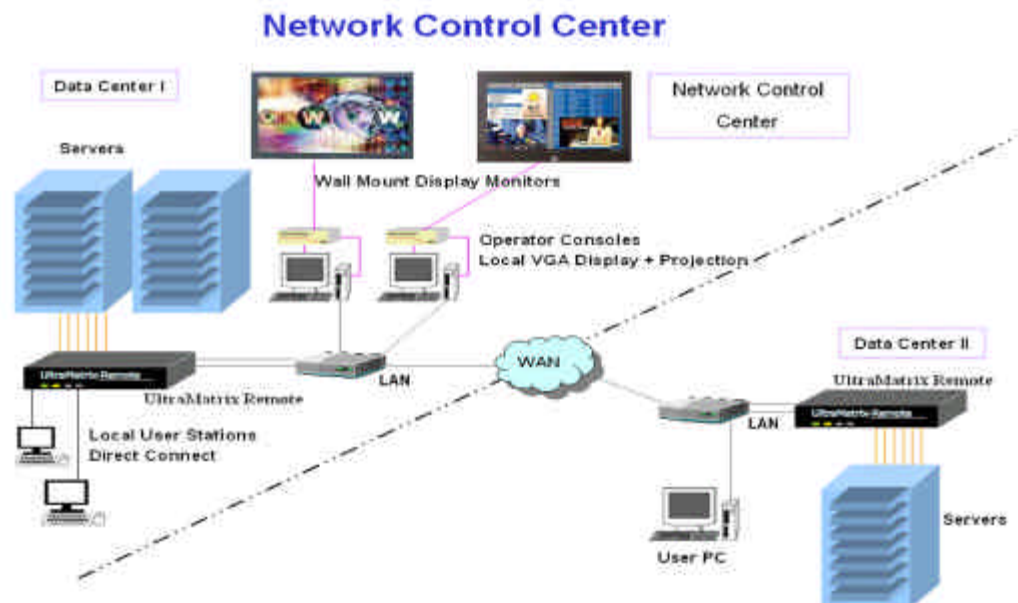 Network Control Center
Data Center I
Network Control
Center
Servers
Wall Mount Display Monitors
Operator Consoles
Local VGA Display + Projection
WAN
Data Center II
LAN
UltraMatrix Remote
UltraMatrix Remote
UltraMatrix Remote
UltraMatrix Remote
LAN
Local User Stations
Direct Connect
Servers
User PC